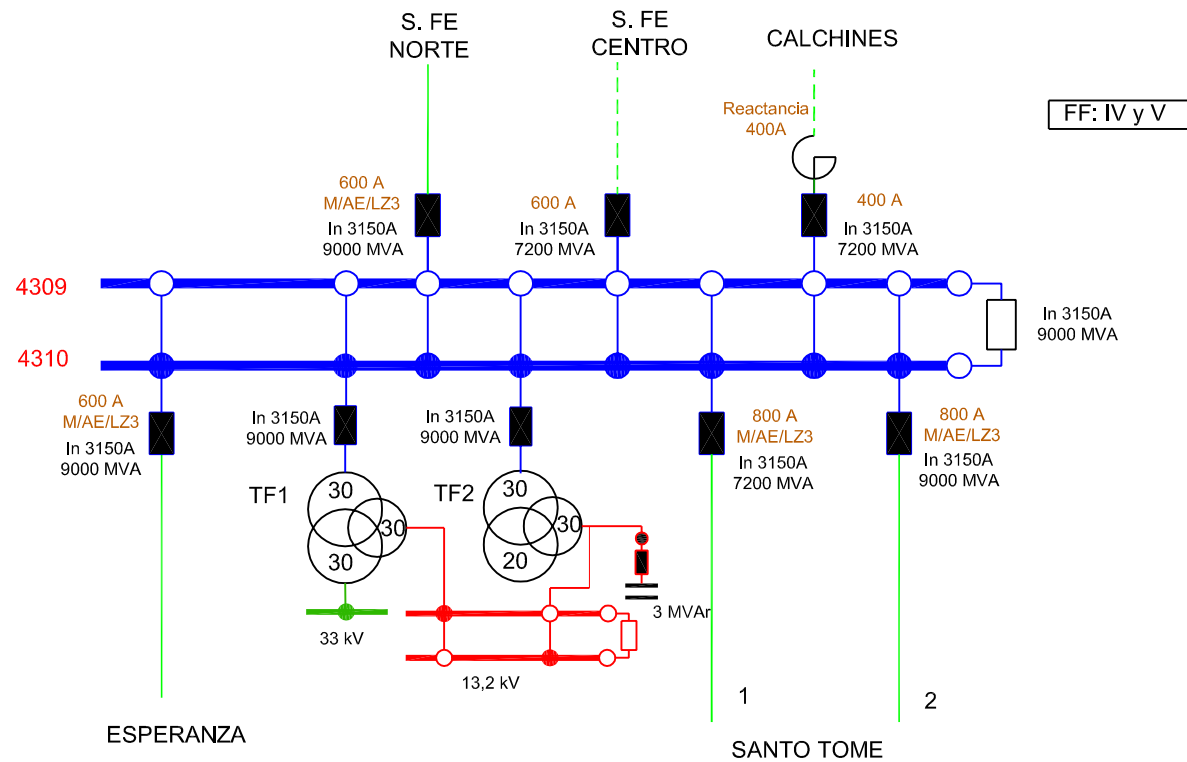 S. FE
NORTE
S. FE
CENTRO
CALCHINES
Reactancia
400A
FF: IV y V
600 A
M/AE/LZ3
In 3150A
9000 MVA
600 A
In 3150A
7200 MVA
400 A
In 3150A
7200 MVA
4309
In 3150A
9000 MVA
4310
600 A
M/AE/LZ3
In 3150A
9000 MVA
In 3150A
9000 MVA
In 3150A
9000 MVA
800 A
M/AE/LZ3
In 3150A
7200 MVA
800 A
M/AE/LZ3
In 3150A
9000 MVA
TF1
30
30
30
TF2
30
30
20
33 kV
3 MVAr
13,2 kV
1
2
ESPERANZA
SANTO TOME